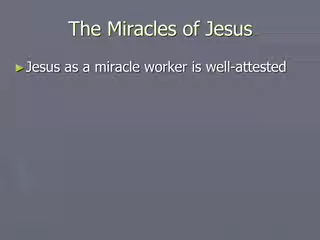 The Miracles of Jesus
► Jesus as a miracle worker is well-attested